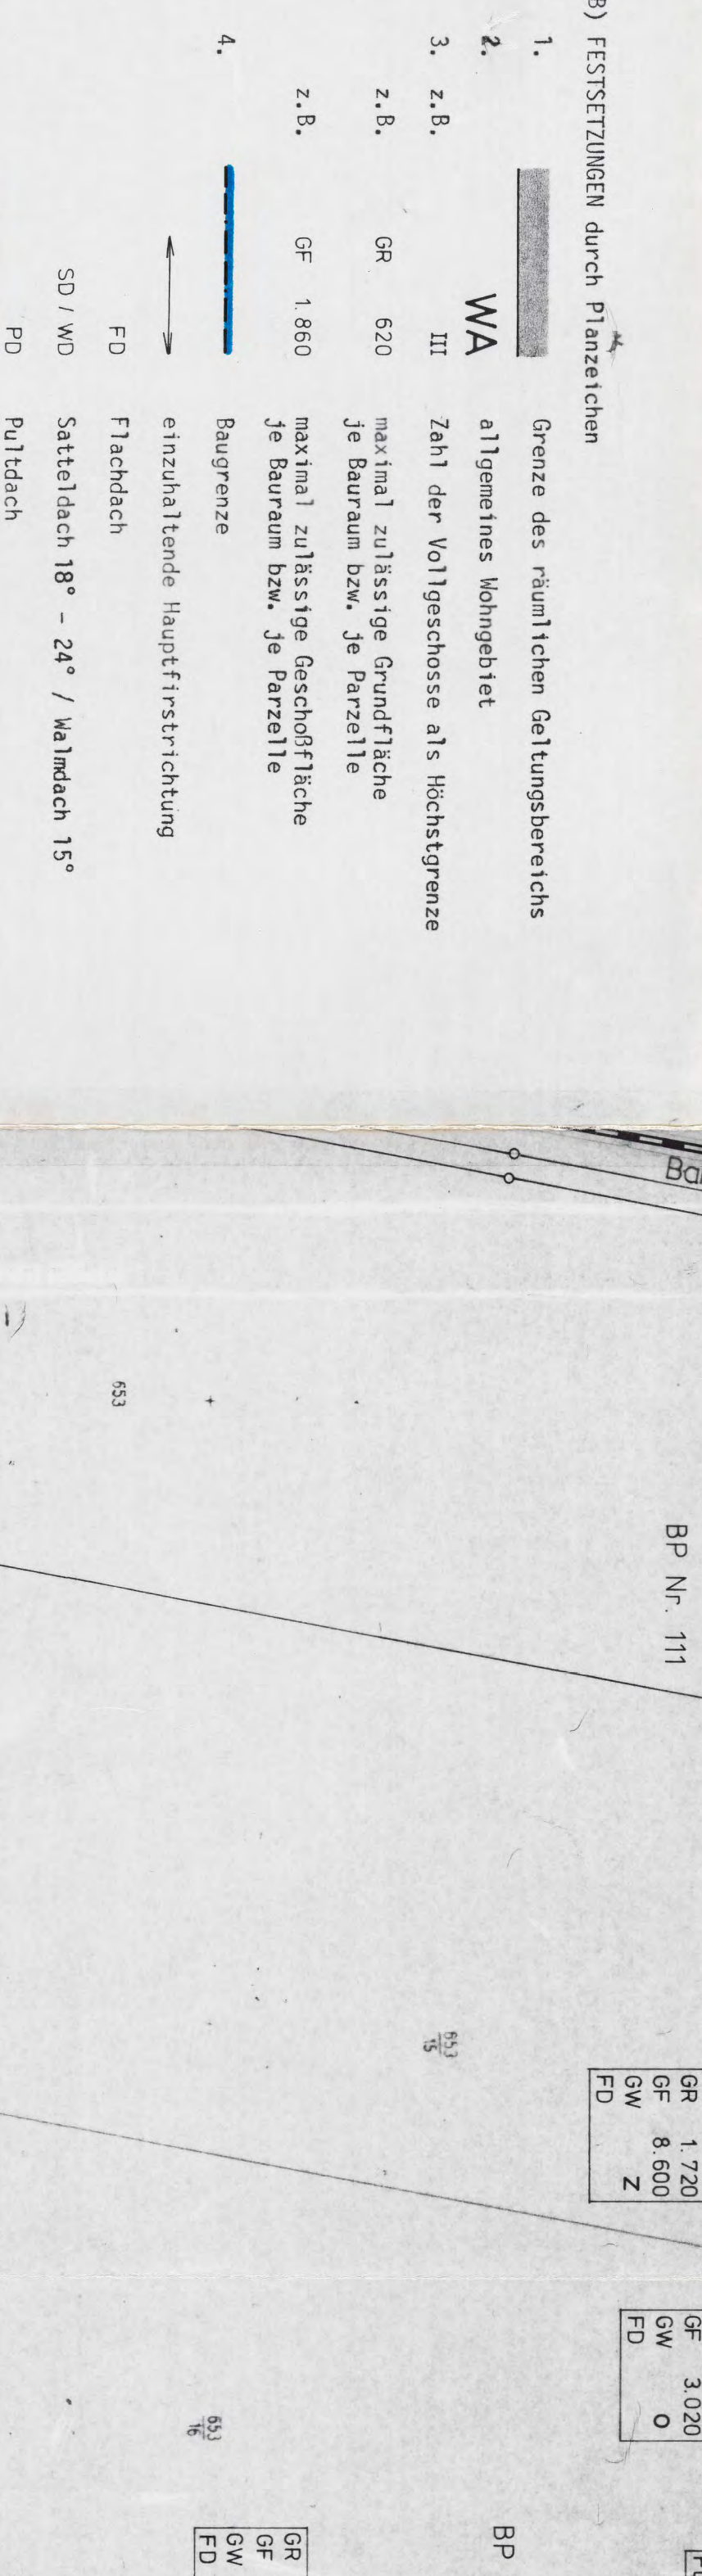 B) FESTSETZUNGEN durch Planzeichen
1. Grenze des räumlichen Geltungsbereichs
2. WA allgemeines Wohngebiet
3. z.B. III Zahl der Vollgeschosse als Höchstgrenze
z.B. GR 620 maximal zulässige Grundfläche
je Bauraum bzw. je Parzelle
z.B. GF 1.860 maximal zulässige Geschoßfläche
je Bauraum bzw. je Parzelle
4. Baugrenze
einzuhaltende Hauptfirstrichtung
FD Flachdach
SD / WD Satteldach 18° - 24° / Walmdach 15°
PD Pultdach
Ba
BP Nr. 111
653
653
15
GR 1.720
GF 8.600
GW Z
FD
GF 3.020
GW O
FD
653
16
BP
GR
GF
GW
FD